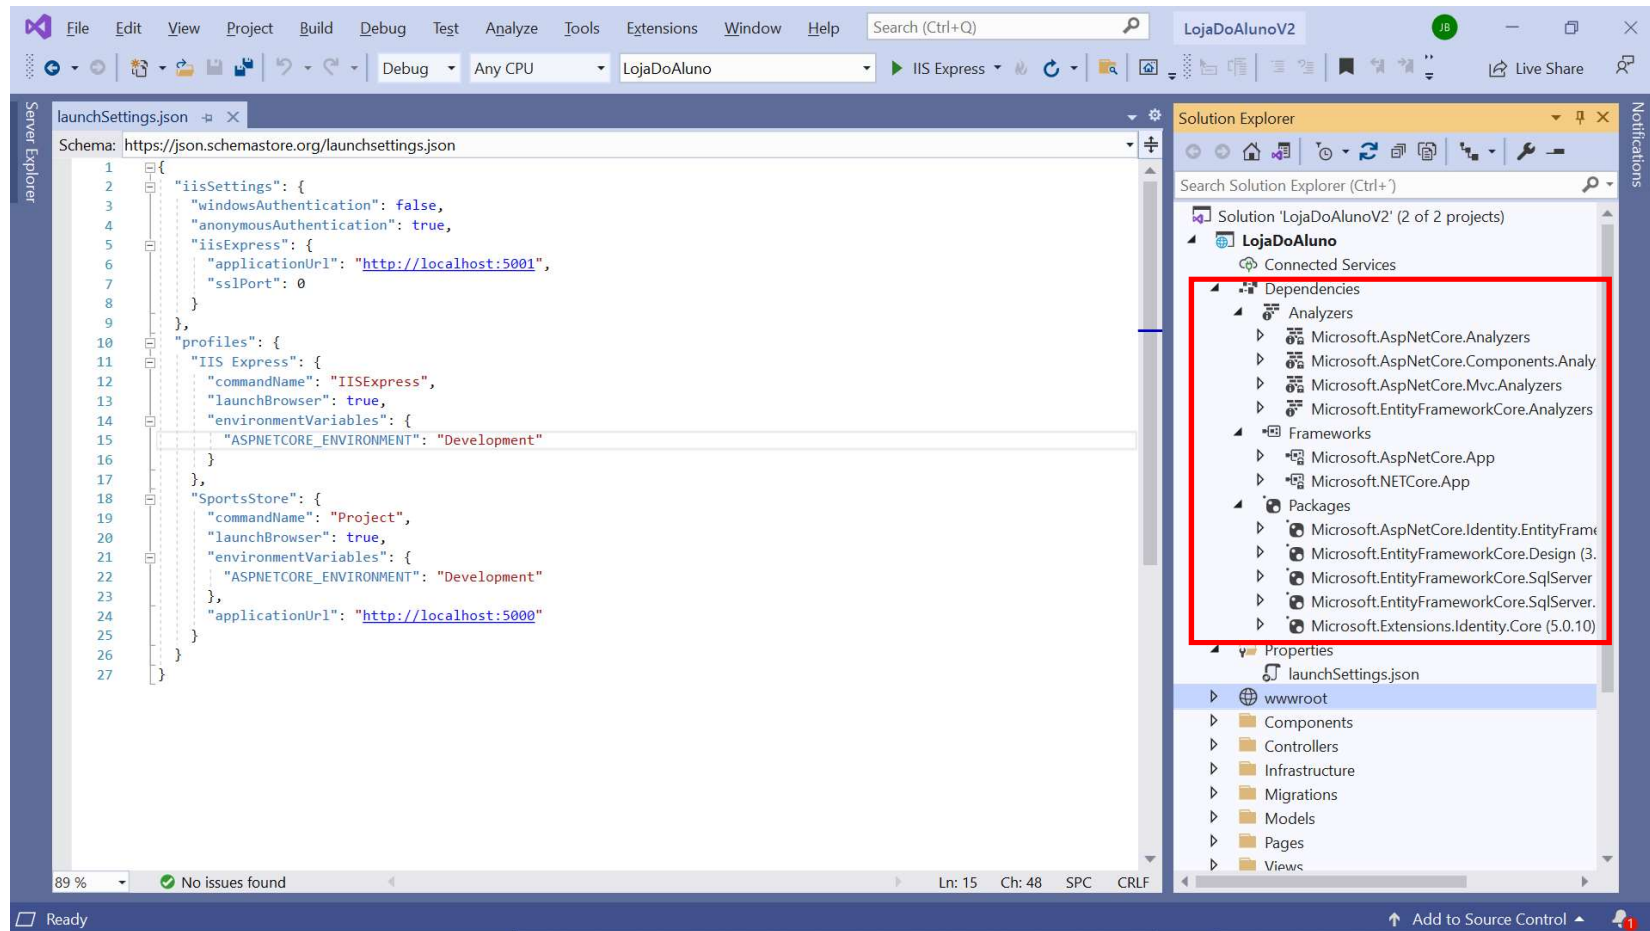 File Edit View Project Build Debug Test Analyze Tools Extensions Window Help Search (Ctrl+Q) LojaDoAlunoV2 JB
Debug Any CPU LojaDoAluno IIS Express Live Share
Server Explorer
launchSettings.json
Schema: https://json.schemastore.org/launchsettings.json
1 {
2 "iisSettings": {
3 "windowsAuthentication": false,
4 "anonymousAuthentication": true,
5 "iisExpress": {
6 "applicationUrl": "http://localhost:5001",
7 "sslPort": 0
8 }
9 },
10 "profiles": {
11 "IIS Express": {
12 "commandName": "IISExpress",
13 "launchBrowser": true,
14 "environmentVariables": {
15 "ASPNETCORE_ENVIRONMENT": "Development"
16 }
17 },
18 "SportsStore": {
19 "commandName": "Project",
20 "launchBrowser": true,
21 "environmentVariables": {
22 "ASPNETCORE_ENVIRONMENT": "Development"
23 },
24 "applicationUrl": "http://localhost:5000"
25 }
26 }
27 }
89 % No issues found Ln: 15 Ch: 48 SPC CRLF
Solution Explorer
Search Solution Explorer (Ctrl+´)
Solution 'LojaDoAlunoV2' (2 of 2 projects)
LojaDoAluno
Connected Services
Dependencies
Analyzers
Microsoft.AspNetCore.Analyzers
Microsoft.AspNetCore.Components.Analy
Microsoft.AspNetCore.Mvc.Analyzers
Microsoft.EntityFrameworkCore.Analyzers
Frameworks
Microsoft.AspNetCore.App
Microsoft.NETCore.App
Packages
Microsoft.AspNetCore.Identity.EntityFrame
Microsoft.EntityFrameworkCore.Design (3.
Microsoft.EntityFrameworkCore.SqlServer
Microsoft.EntityFrameworkCore.SqlServer.
Microsoft.Extensions.Identity.Core (5.0.10)
Properties
launchSettings.json
wwwroot
Components
Controllers
Infrastructure
Migrations
Models
Pages
Views
Notifications
Ready Add to Source Control 1